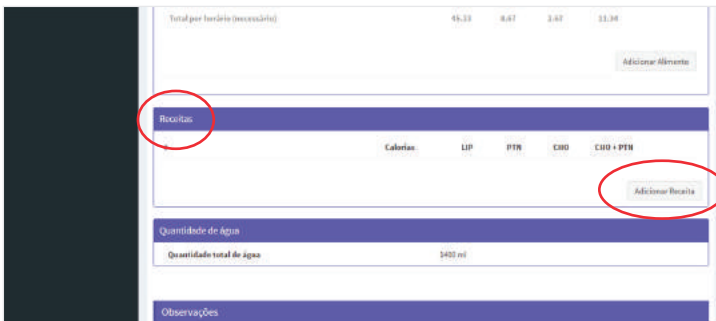 Total por horário (necessário) 45.33 8.67 2.67 11.34
Adicionar Alimento
Receitas
# Calorias LIP PTN CHO CHO + PTN
Adicionar Receita
Quantidade de água
Quantidade total de água 1400 ml
Observações